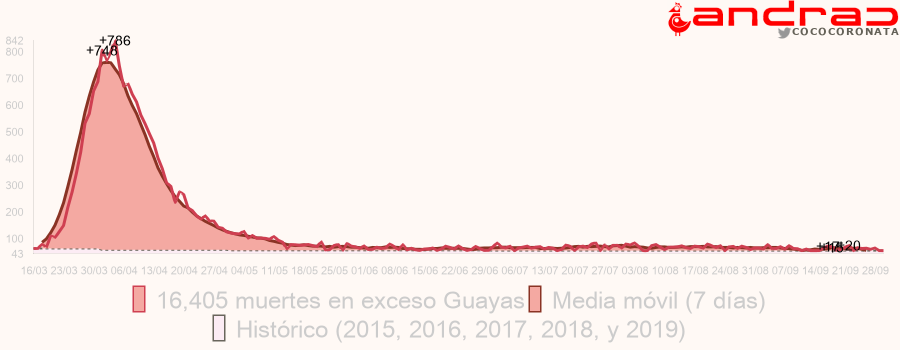 andrab
COCOCORONATA
+786
+748
842
800
700
600
500
400
300
200
100
43
+20
16/03 23/03 30/03 06/04 13/04 20/04 27/04 04/05 11/05 18/05 25/05 01/06 08/06 15/06 22/06 29/06 06/07 13/07 20/07 27/07 03/08 10/08 17/08 24/08 31/08 07/09 14/09 21/09 28/09
16,405 muertes en exceso Guayas Media móvil (7 días)
Histórico (2015, 2016, 2017, 2018, y 2019)